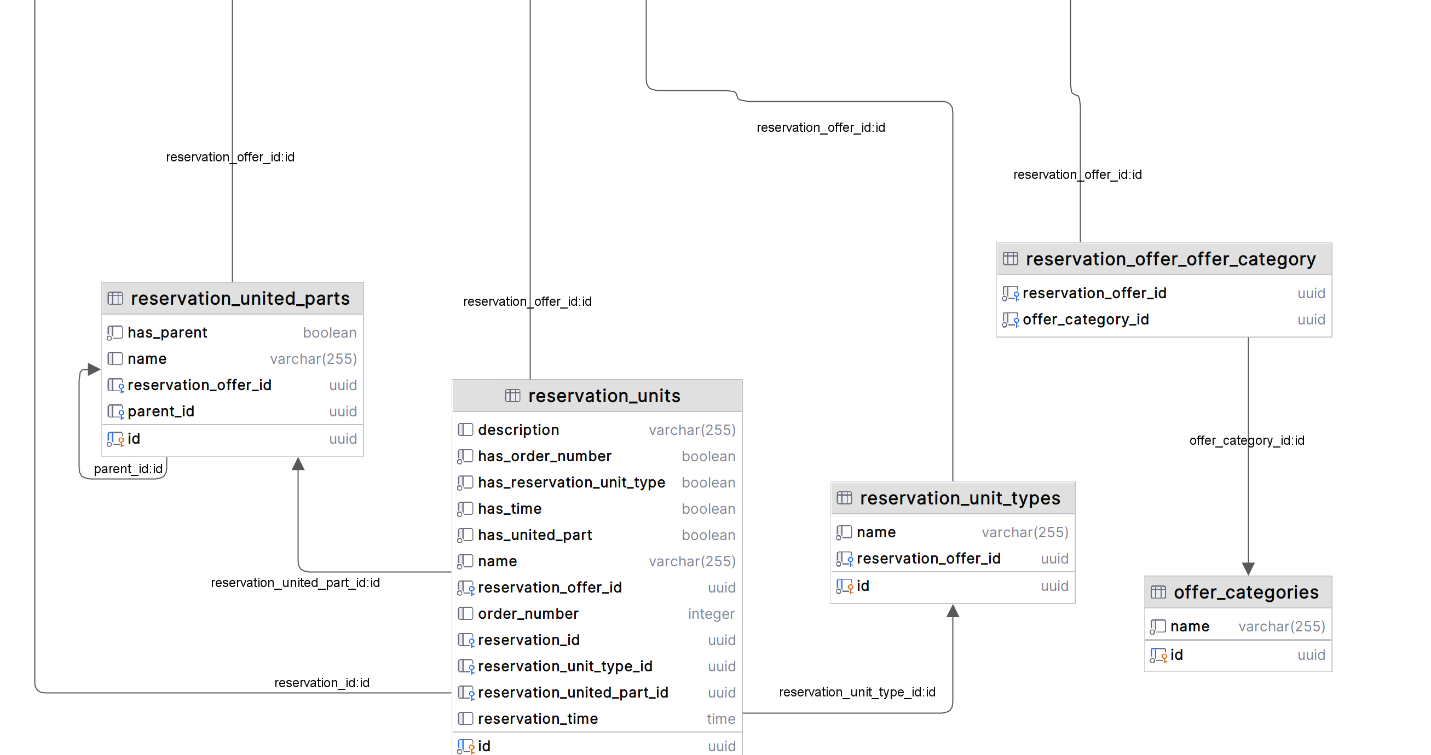 reservation_offer_id:id
reservation_offer_id:id
reservation_offer_id:id
reservation_offer_id:id
reservation_offer_offer_category
reservation_offer_id uuid
offer_category_id uuid
reservation_united_parts
has_parent boolean
name varchar(255)
reservation_offer_id uuid
parent_id uuid
id uuid
parent_id:id
reservation_units
description varchar(255)
has_order_number boolean
has_reservation_unit_type boolean
has_time boolean
has_united_part boolean
name varchar(255)
reservation_offer_id uuid
order_number integer
reservation_id uuid
reservation_unit_type_id uuid
reservation_united_part_id uuid
reservation_time time
id uuid
reservation_united_part_id:id
reservation_id:id
reservation_unit_types
name varchar(255)
reservation_offer_id uuid
id uuid
reservation_unit_type_id:id
offer_category_id:id
offer_categories
name varchar(255)
id uuid